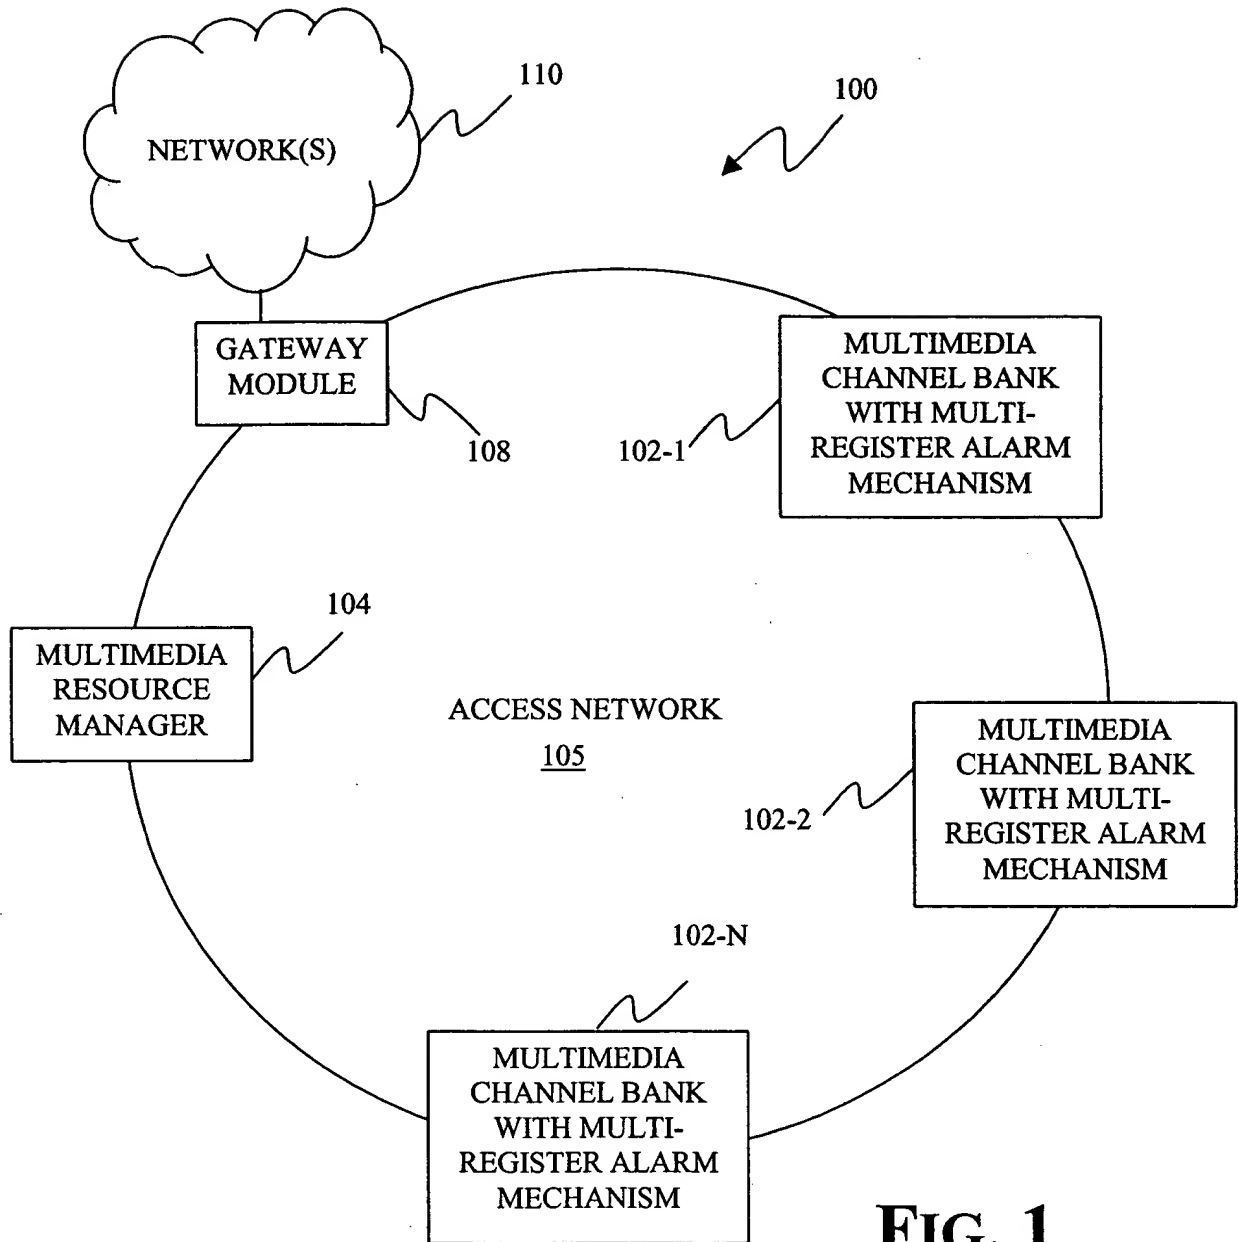 110
100
NETWORK(S)
GATEWAY
MODULE
108
MULTIMEDIA
CHANNEL BANK
WITH MULTI-
REGISTER ALARM
MECHANISM
102-1
104
MULTIMEDIA
RESOURCE
MANAGER
ACCESS NETWORK
105
MULTIMEDIA
CHANNEL BANK
WITH MULTI-
REGISTER ALARM
MECHANISM
102-2
102-N
MULTIMEDIA
CHANNEL BANK
WITH MULTI-
REGISTER ALARM
MECHANISM
FIG. 1